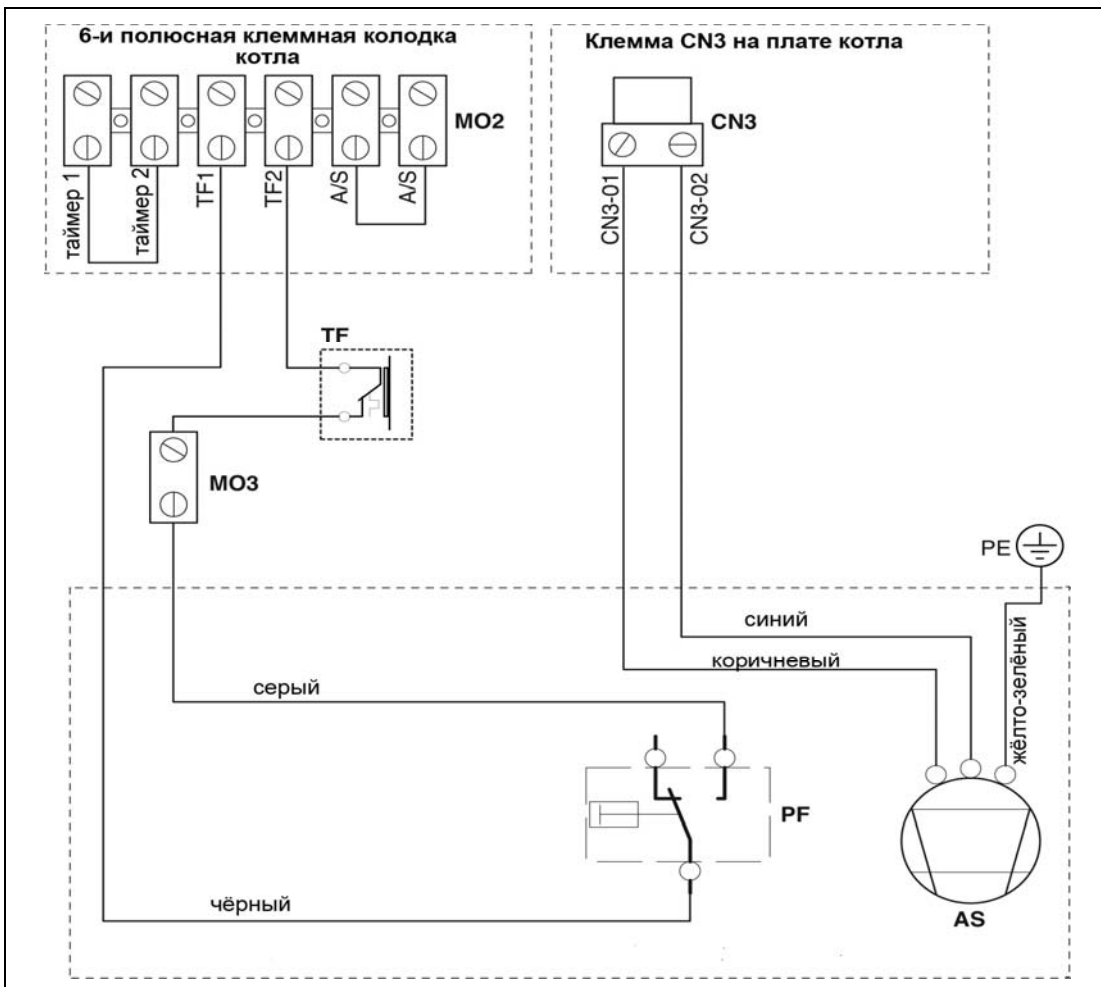 6-и полюсная клеммная колодка
котла
MO2
таймер 1
таймер 2
TF1
TF2
A/S
A/S
Клемма CN3 на плате котла
CN3
CN3-01
CN3-02
TF
MO3
PE
синий
коричневый
жёлто-зелёный
серый
PF
чёрный
AS